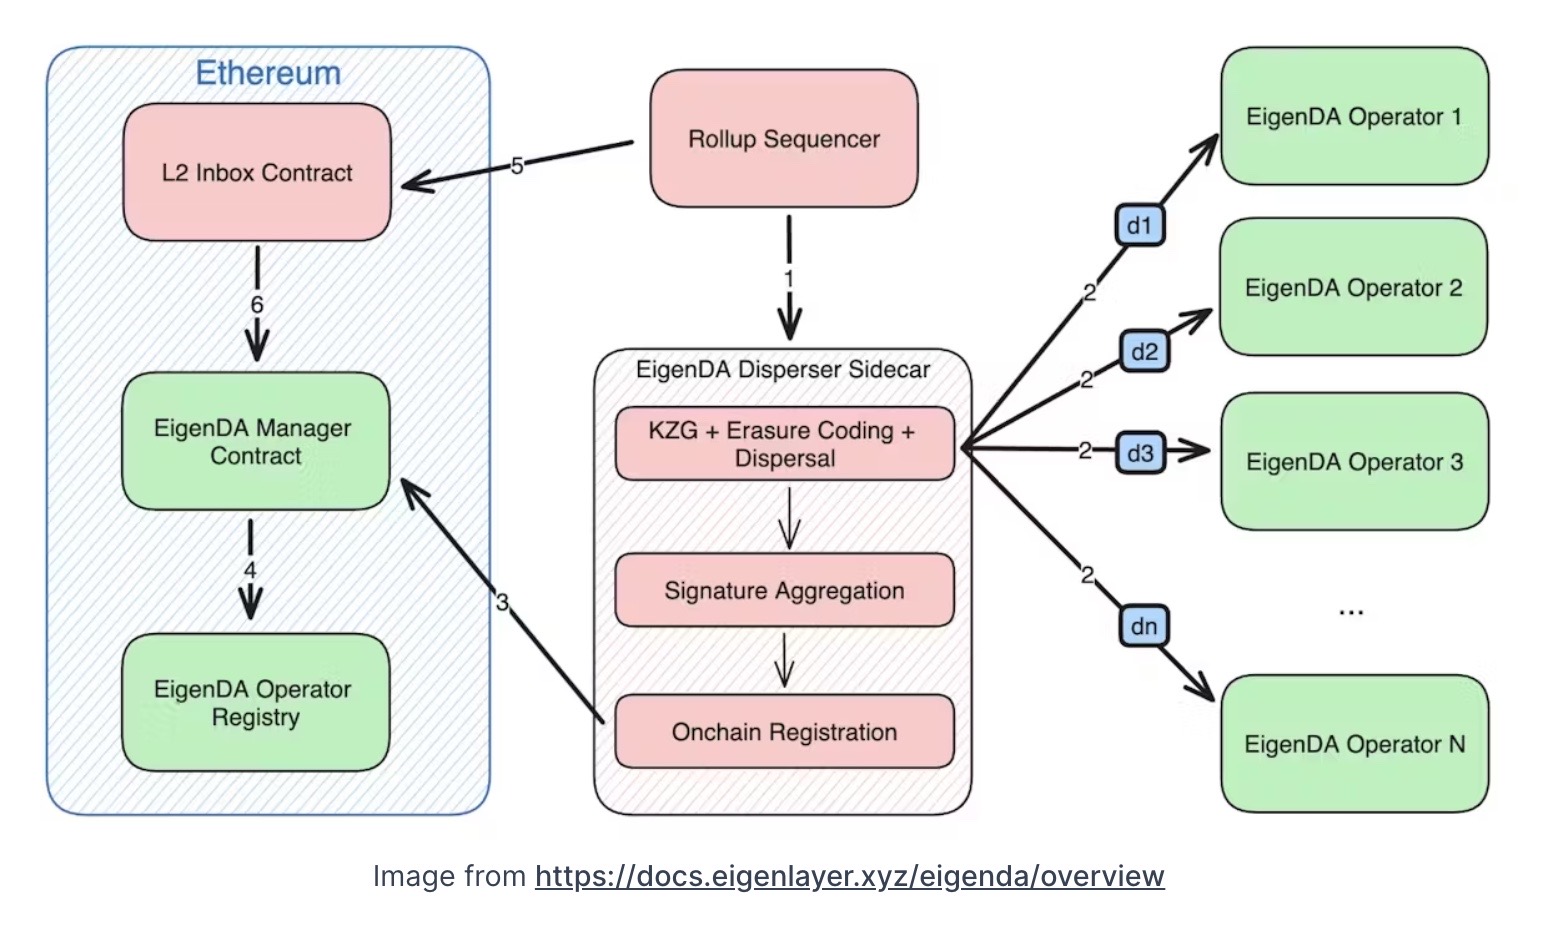 Ethereum
L2 Inbox Contract
6
EigenDA Manager
Contract
4
EigenDA Operator
Registry
5
3
Rollup Sequencer
1
EigenDA Disperser Sidecar
KZG + Erasure Coding +
Dispersal
Signature Aggregation
Onchain Registration
2
d1
2
d2
2
d3
2
dn
EigenDA Operator 1
EigenDA Operator 2
EigenDA Operator 3
...
EigenDA Operator N
Image from https://docs.eigenlayer.xyz/eigenda/overview